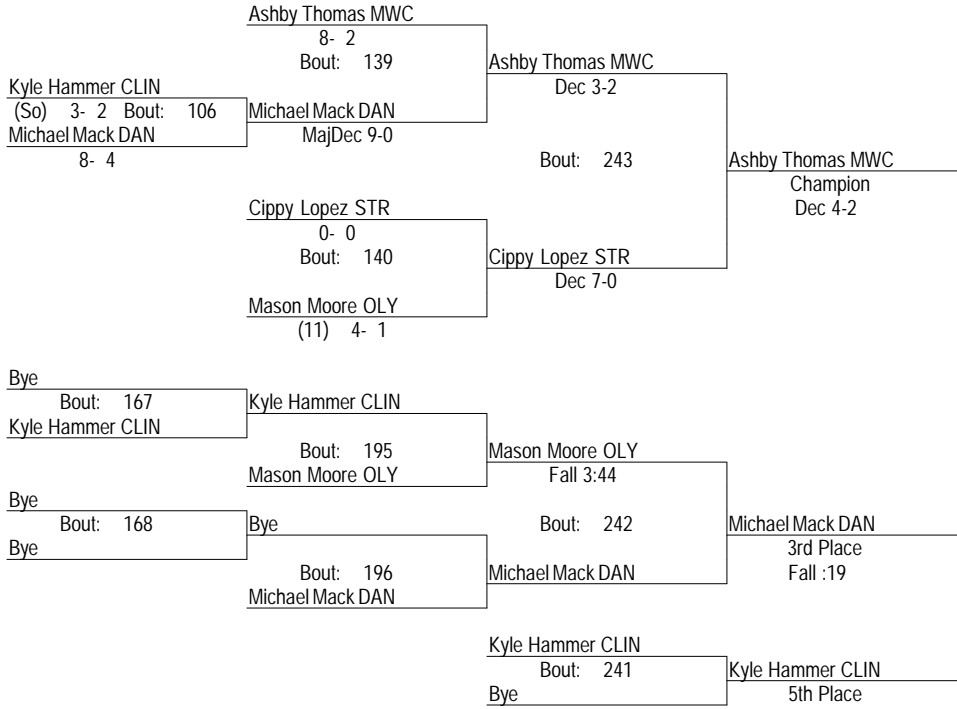 Ashby Thomas MWC
8- 2
Bout: 139
Ashby Thomas MWC
Dec 3-2
Kyle Hammer CLIN
(So) 3- 2 Bout: 106
Michael Mack DAN
8- 4
Michael Mack DAN
MajDec 9-0
Bout: 243
Ashby Thomas MWC
Champion
Dec 4-2
Cippy Lopez STR
0- 0
Bout: 140
Cippy Lopez STR
Dec 7-0
Mason Moore OLY
(11) 4- 1
Bye
Bout: 167
Kyle Hammer CLIN
Kyle Hammer CLIN
Bout: 195
Mason Moore OLY
Mason Moore OLY
Fall 3:44
Bye
Bout: 168
Bye
Bye
Bout: 242
Michael Mack DAN
3rd Place
Fall :19
Bout: 196
Michael Mack DAN
Michael Mack DAN
Kyle Hammer CLIN
Bout: 241
Bye
Kyle Hammer CLIN
5th Place